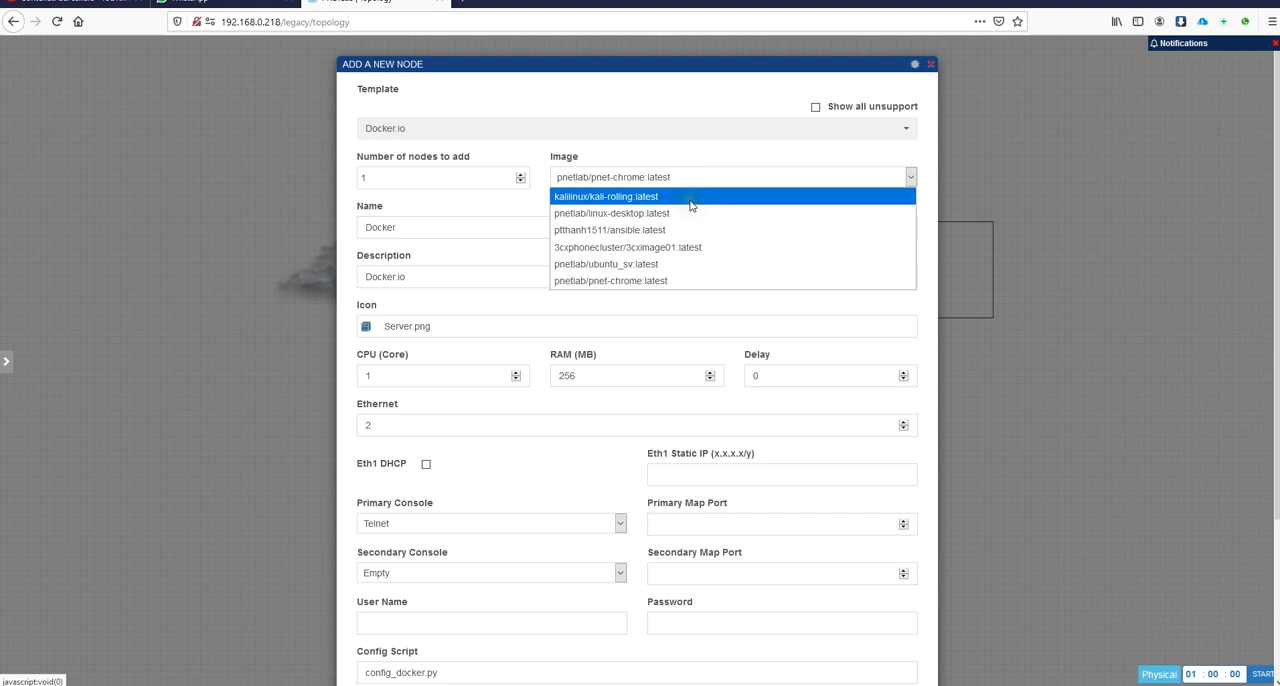 192.168.0.218/legacy/topology
Notifications
ADD A NEW NODE
Template
Show all unsupport
Docker.io
Number of nodes to add
Image
1
pnetlab/pnet-chrome:latest
kalilinux/kali-rolling:latest
pnetlab/linux-desktop:latest
ptthanh1511/ansible:latest
3cxphonecluster/3cximage01:latest
pnetlab/ubuntu_sv:latest
pnetlab/pnet-chrome:latest
Name
Docker
Description
Docker.io
Icon
Server.png
CPU (Core)
RAM (MB)
Delay
1
256
0
Ethernet
2
Eth1 DHCP
Eth1 Static IP (x.x.x.x/y)
Primary Console
Primary Map Port
Telnet
Secondary Console
Secondary Map Port
Empty
User Name
Password
Config Script
config_docker.py
Physical
01 : 00 : 00
START
javascript:void(0)